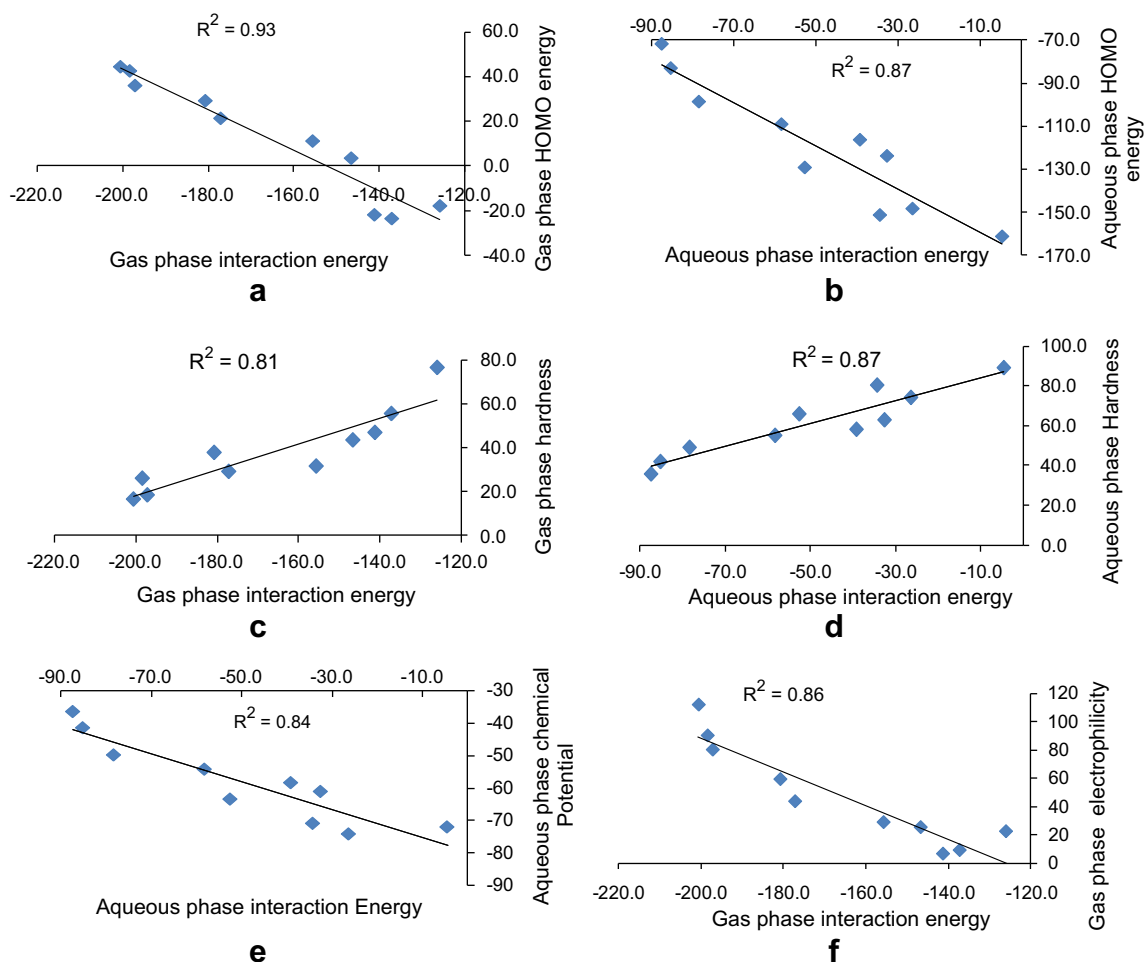 R² = 0.93
60.0
40.0
20.0
0.0
-20.0
-40.0
-220.0 -200.0 -180.0 -160.0 -140.0 -120.0
Gas phase HOMO energy
Gas phase interaction energy
a
-90.0 -70.0 -50.0 -30.0 -10.0
R² = 0.87
-70.0
-90.0
-110.0
-130.0
-150.0
-170.0
Aqueous phase HOMO
energy
Aqueous phase interaction energy
b
R² = 0.81
80.0
60.0
40.0
20.0
0.0
Gas phase hardness
-220.0 -200.0 -180.0 -160.0 -140.0 -120.0
Gas phase interaction energy
c
R² = 0.87
100.0
80.0
60.0
40.0
20.0
0.0
Aqueous phase Hardness
-90.0 -70.0 -50.0 -30.0 -10.0
Aqueous phase interaction energy
d
-90.0 -70.0 -50.0 -30.0 -10.0
R² = 0.84
-30
-40
-50
-60
-70
-80
-90
Aqueous phase chemical
Potential
Aqueous phase interaction Energy
e
R² = 0.86
120
100
80
60
40
20
0
Gas phase electrophilicity
-220.0 -200.0 -180.0 -160.0 -140.0 -120.0
Gas phase interaction energy
f